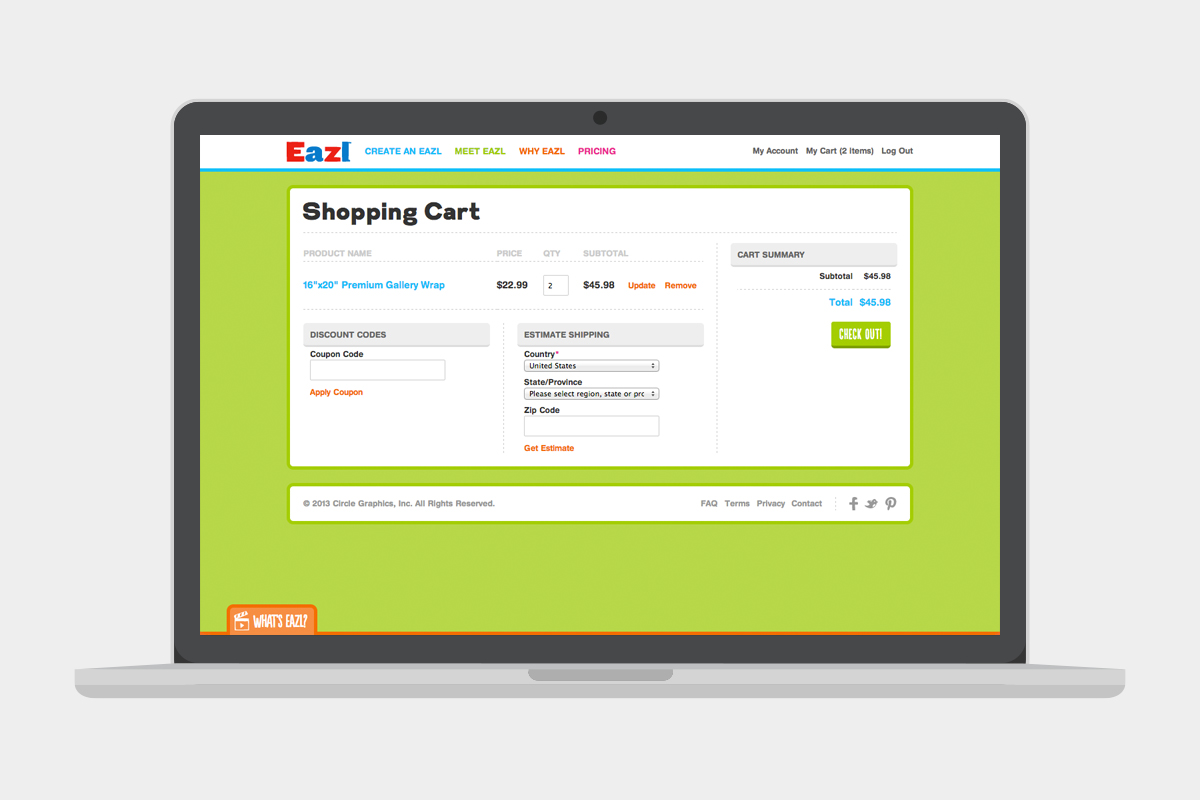 Eazl CREATE AN EAZL MEET EAZL WHY EAZL PRICING My Account My Cart (2 items) Log Out
Shopping Cart
PRODUCT NAME PRICE QTY SUBTOTAL
16"x20" Premium Gallery Wrap $22.99 2 $45.98 Update Remove
DISCOUNT CODES
Coupon Code
Apply Coupon
ESTIMATE SHIPPING
Country*
United States
State/Province
Please select region, state or prc
Zip Code
Get Estimate
CART SUMMARY
Subtotal $45.98
Total $45.98
CHECK OUT!
© 2013 Circle Graphics, Inc. All Rights Reserved. FAQ Terms Privacy Contact
WHAT'S EAZL?